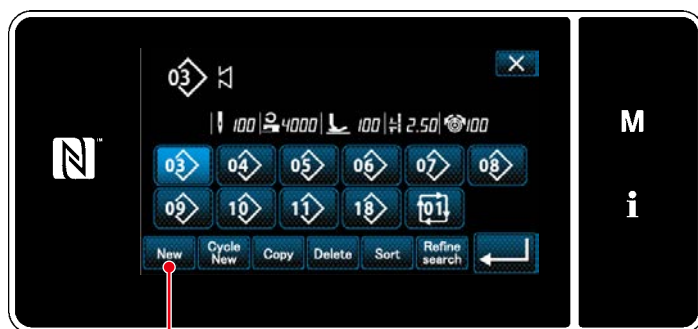 03
100 4000 100 2.50 100
03 04 05 06 07 08
09 10 11 18 01
New Cycle New Copy Delete Sort Refine search
M
i
N